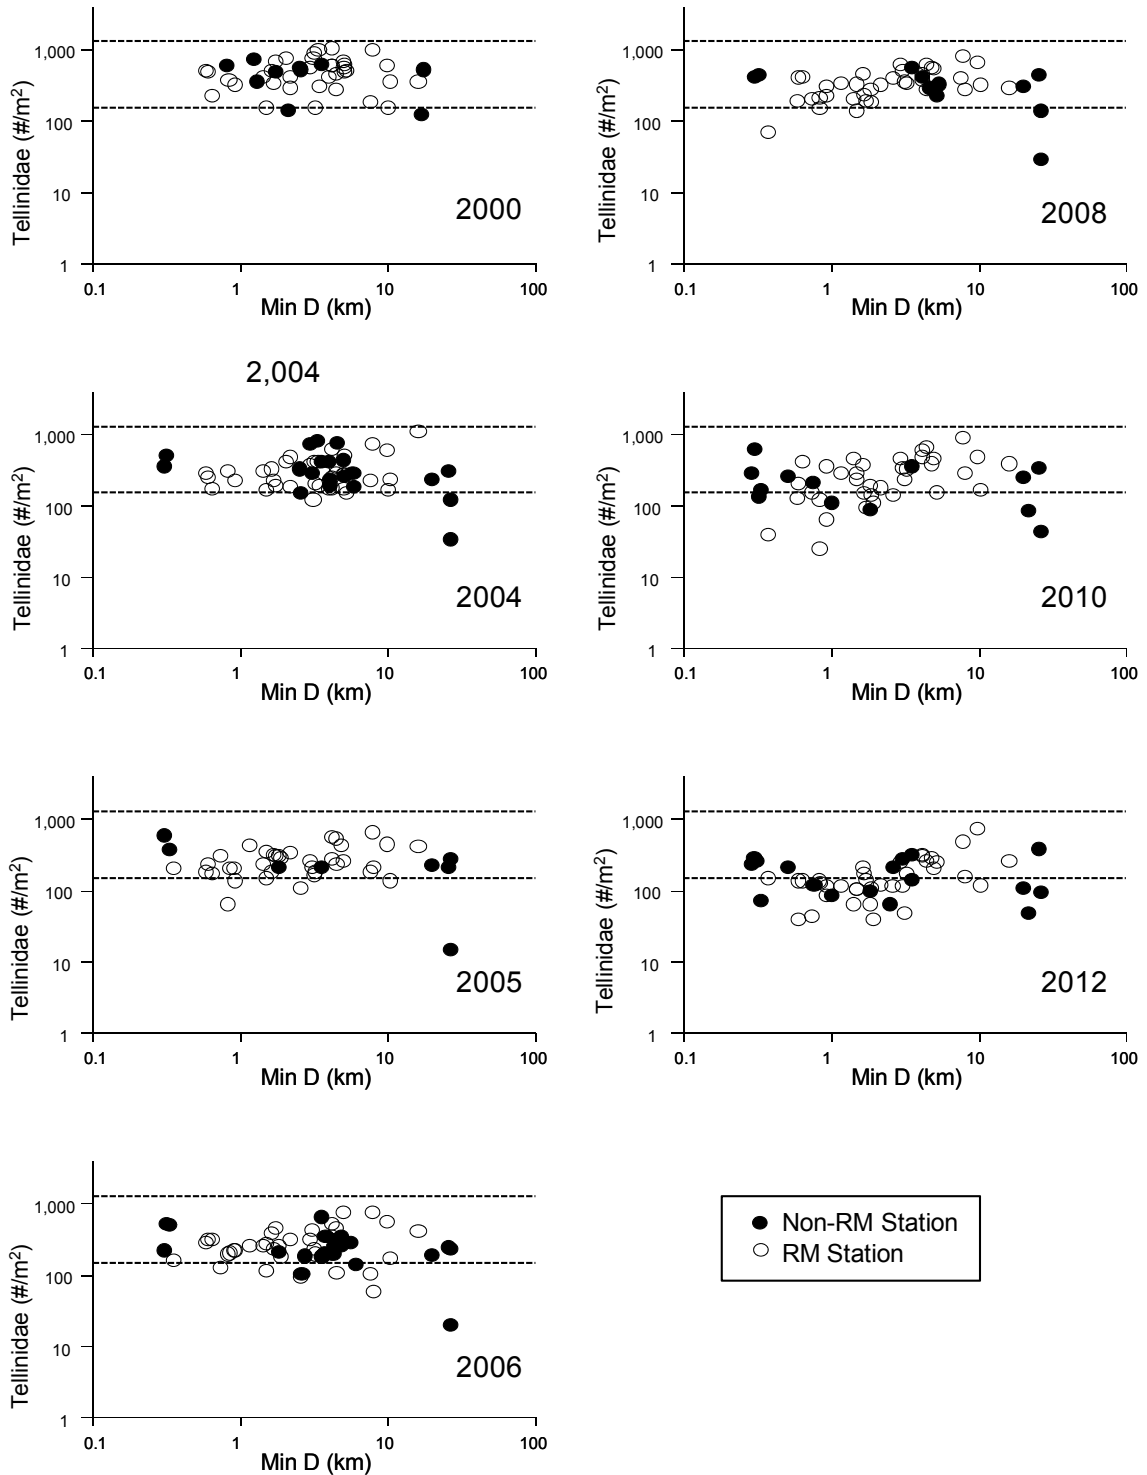 1,000
100
10
1
Tellinidae (#/m²)
2000
0.1 1 10 100
Min D (km)
1,000
100
10
1
Tellinidae (#/m²)
2008
0.1 1 10 100
Min D (km)
2,004
1,000
100
10
1
Tellinidae (#/m²)
2004
0.1 1 10 100
Min D (km)
1,000
100
10
1
Tellinidae (#/m²)
2010
0.1 1 10 100
Min D (km)
1,000
100
10
1
Tellinidae (#/m²)
2005
0.1 1 10 100
Min D (km)
1,000
100
10
1
Tellinidae (#/m²)
2012
0.1 1 10 100
Min D (km)
1,000
100
10
1
Tellinidae (#/m²)
2006
0.1 1 10 100
Min D (km)
Non-RM Station
RM Station